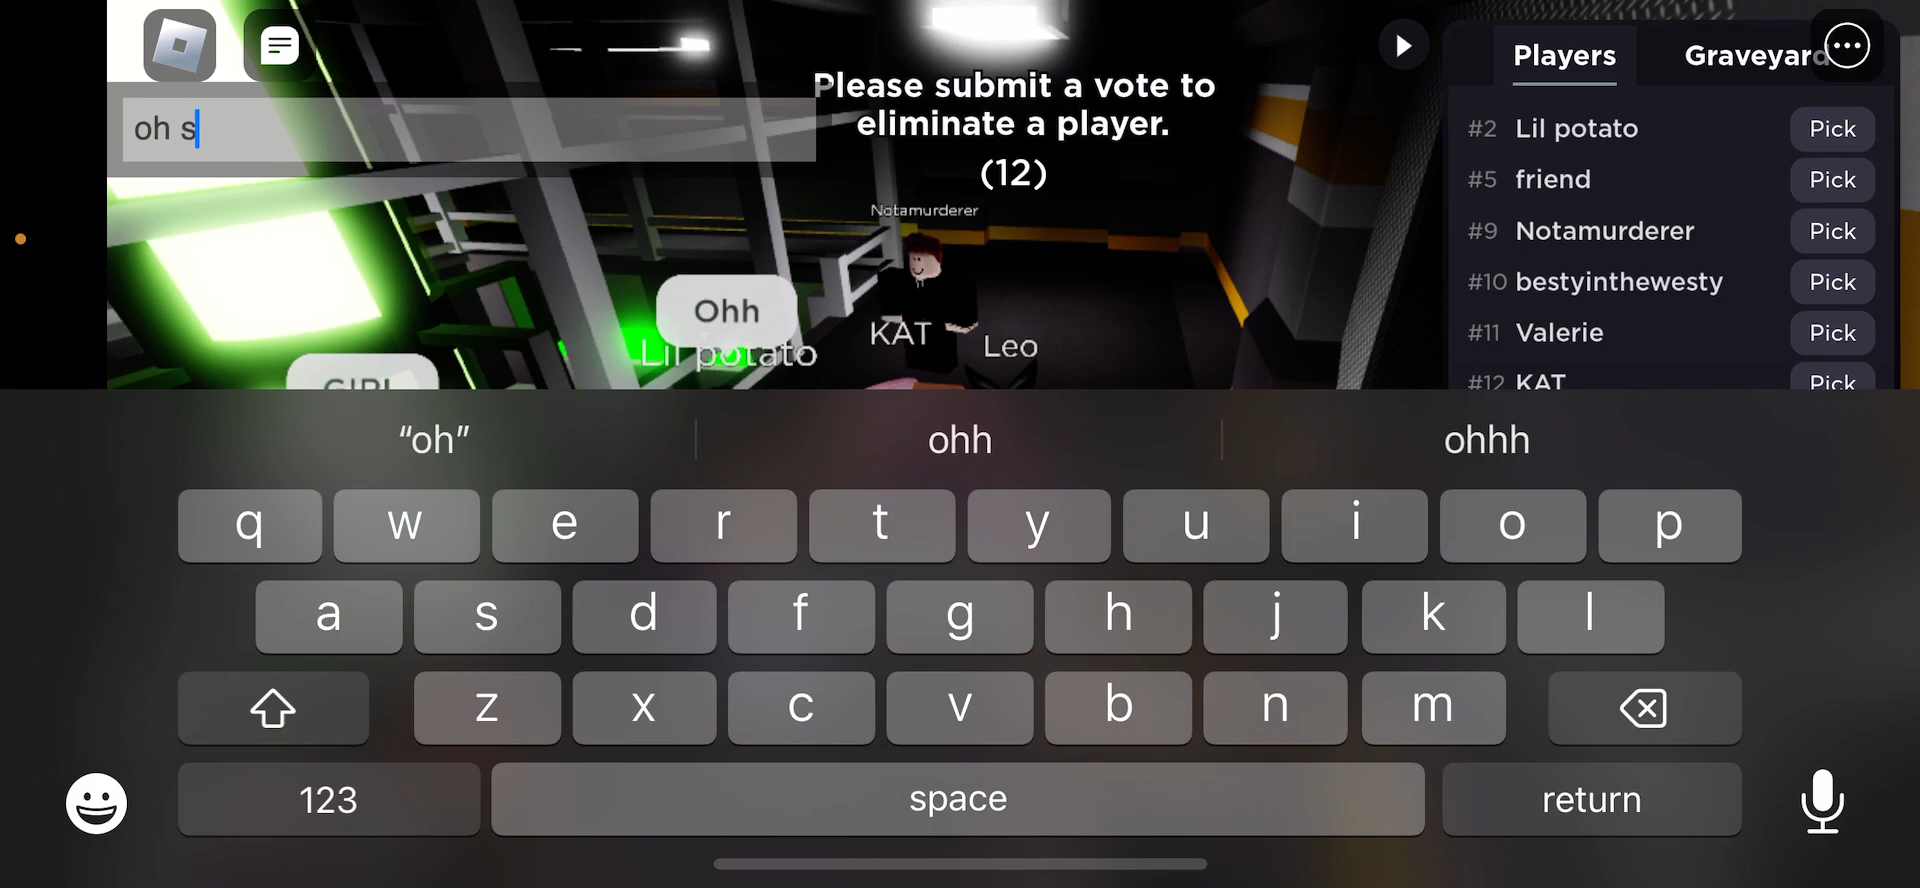 oh s
Please submit a vote to
eliminate a player.
(12)
Players
Graveyard
#2 Lil potato Pick
#5 friend Pick
#9 Notamurderer Pick
#10 bestyinthewesty Pick
#11 Valerie Pick
#12 KAT Pick
Notamurderer
Ohh
Lil potato
KAT
Leo
GIRL
“oh”
ohh
ohhh
q w e r t y u i o p
a s d f g h j k l
z x c v b n m
123
space
return